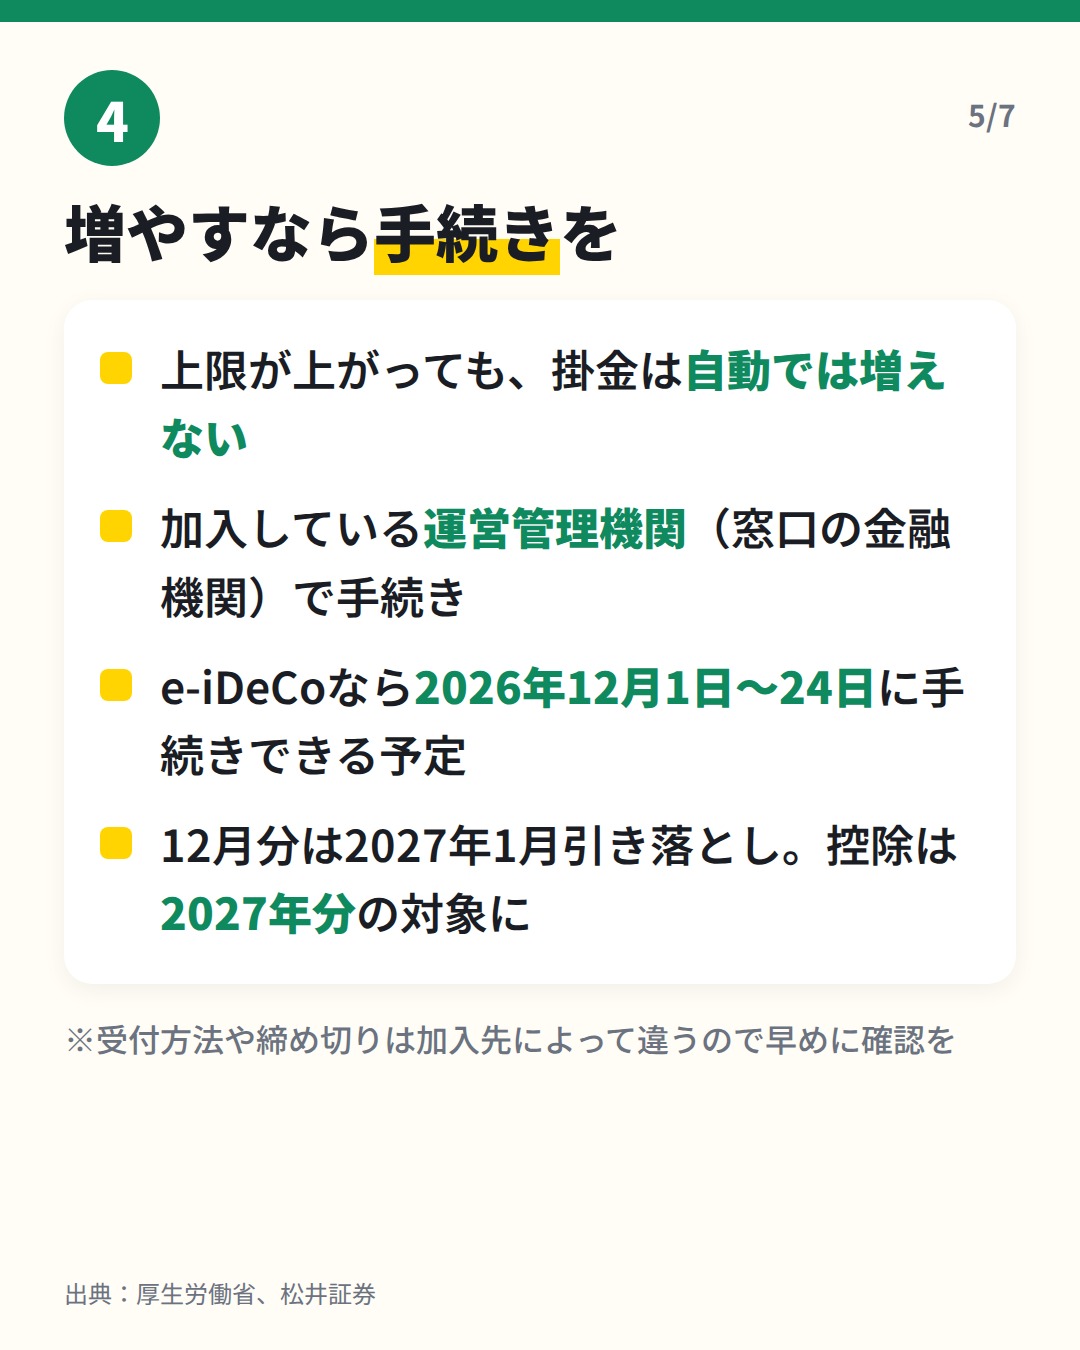 4
5/7
増やすなら手続きを
上限が上がっても、掛金は自動では増え
ない
加入している運営管理機関（窓口の金融
機関）で手続き
e-iDeCoなら2026年12月1日〜24日に手
続きできる予定
12月分は2027年1月引き落とし。控除は
2027年分の対象に
※受付方法や締め切りは加入先によって違うので早めに確認を
出典：厚生労働省、松井証券